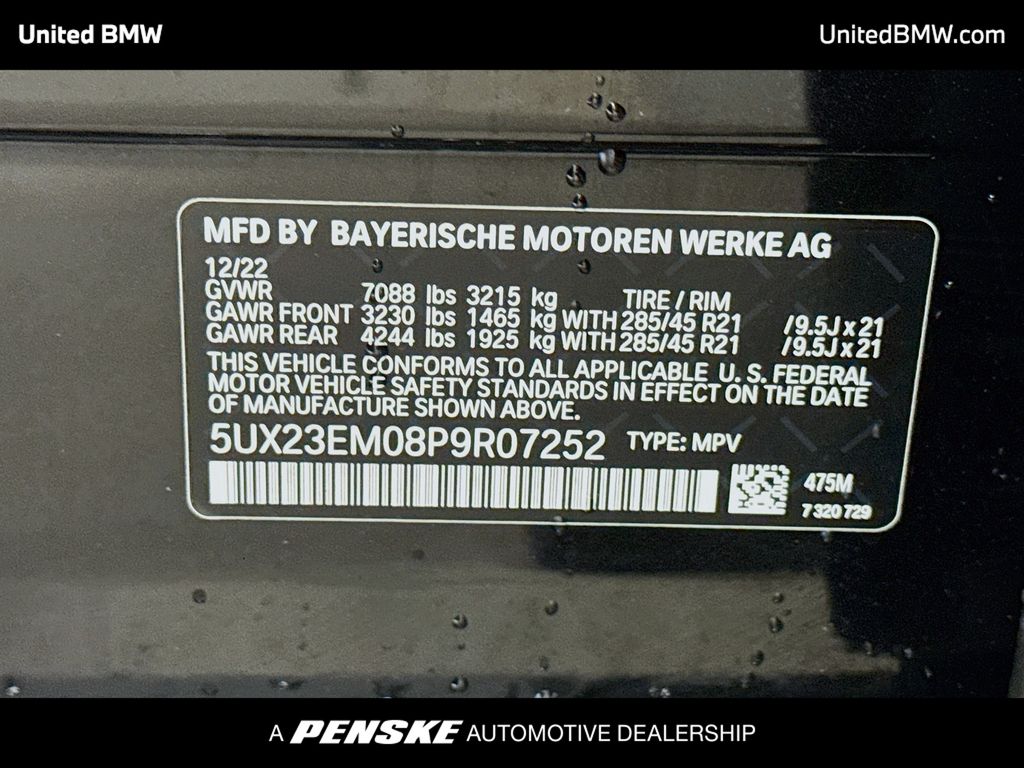 United BMW
UnitedBMW.com
MFD BY BAYERISCHE MOTOREN WERKE AG
12/22
GVWR 7088 lbs 3215 kg TIRE / RIM
GAWR FRONT 3230 lbs 1465 kg WITH 285/45 R21 /9.5J x 21
GAWR REAR 4244 lbs 1925 kg WITH 285/45 R21 /9.5J x 21
THIS VEHICLE CONFORMS TO ALL APPLICABLE U. S. FEDERAL
MOTOR VEHICLE SAFETY STANDARDS IN EFFECT ON THE DATE
OF MANUFACTURE SHOWN ABOVE.
5UX23EM08P9R07252 TYPE: MPV
475M
7 320 729
A PENSKE AUTOMOTIVE DEALERSHIP